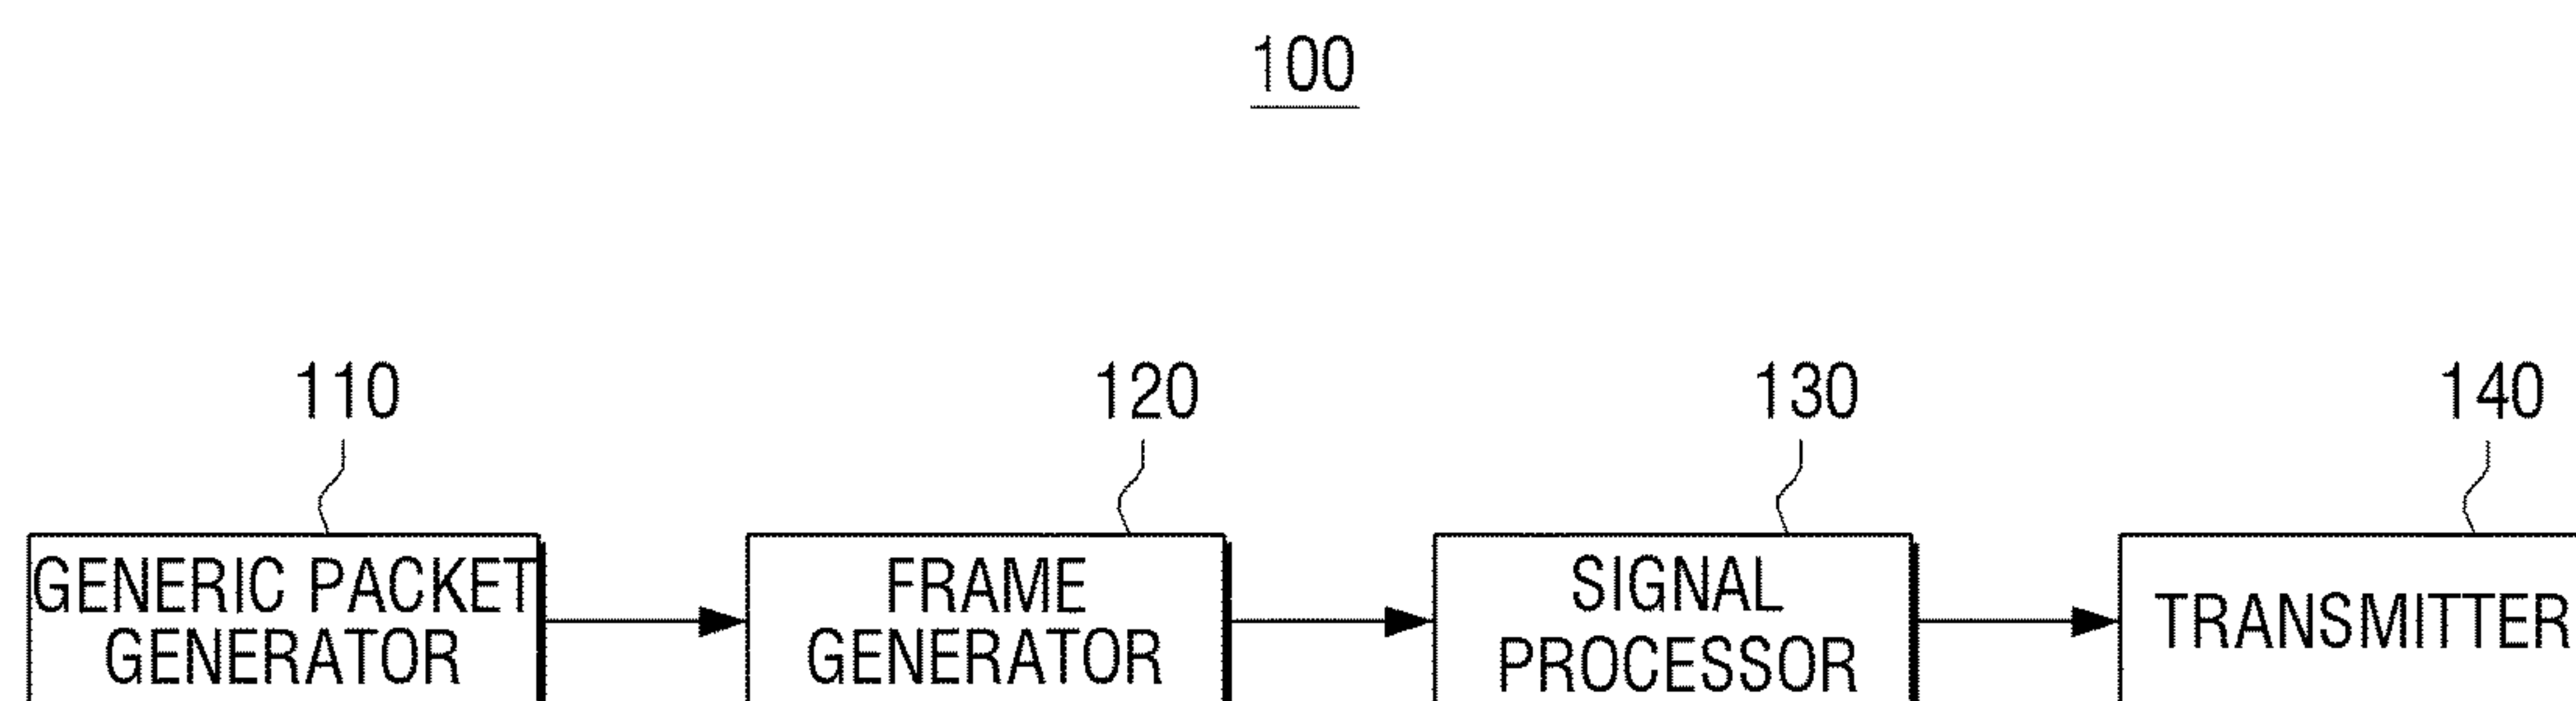 100
110
120
130
140
GENERIC PACKET
GENERATOR
FRAME
GENERATOR
SIGNAL
PROCESSOR
TRANSMITTER